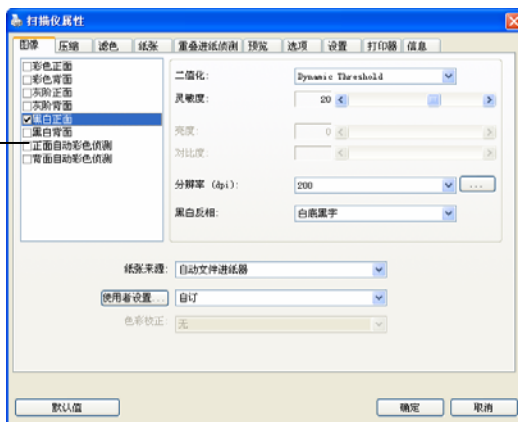 扫描仪属性
图像 压缩 滤色 纸张 重叠进纸侦测 预览 选项 设置 打印器 信息
彩色正面
彩色背面
灰阶正面
灰阶背面
黑白正面
黑白背面
正面自动彩色侦测
背面自动彩色侦测
二值化: Dynamic Threshold
灵敏度: 20
亮度: 0
对比度:
分辨率 (dpi): 200 ...
黑白反相: 白底黑字
纸张来源: 自动文件进纸器
使用者设置... 自订
色彩校正: 无
默认值 确定 取消